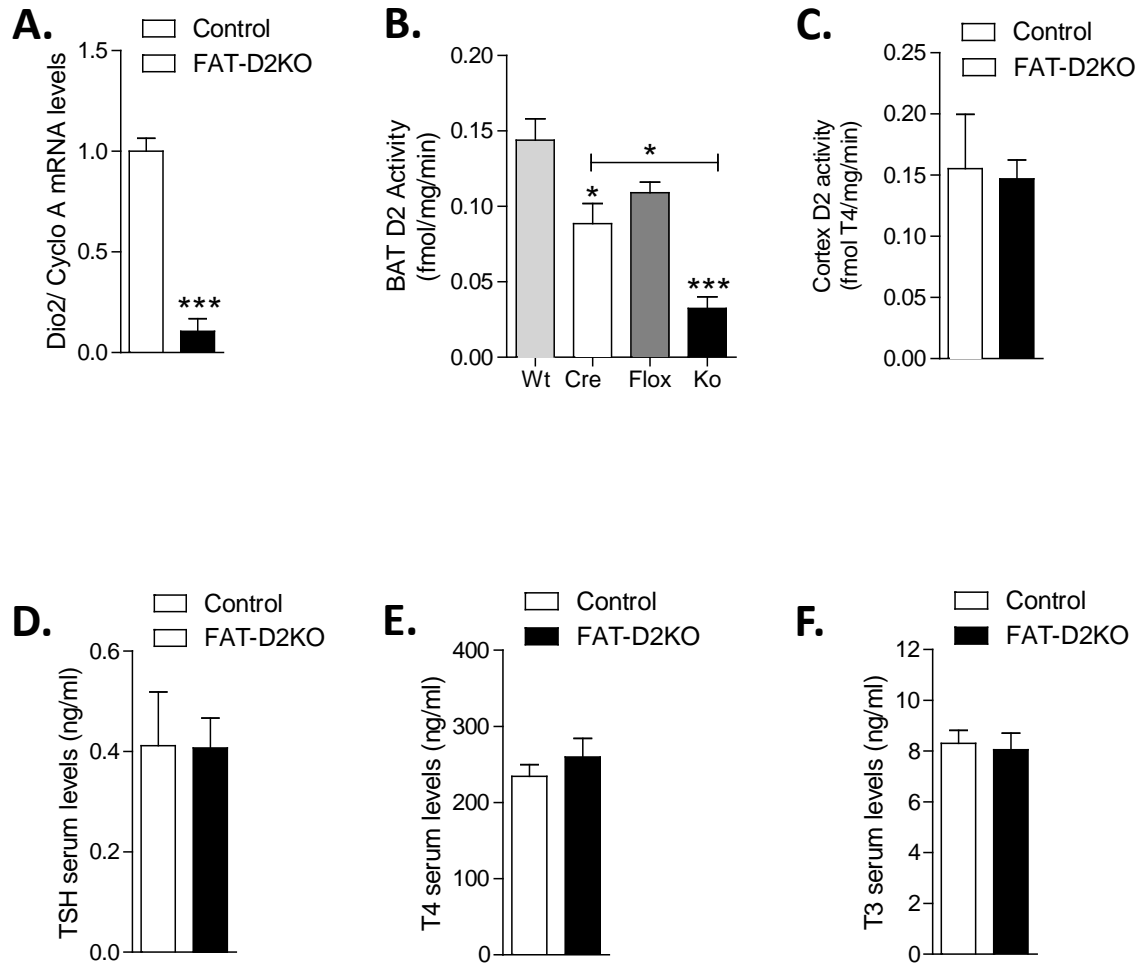 A.
Control
FAT-D2KO
Dio2/ Cyclo A mRNA levels
1.5
1.0
0.5
0.0
***
B.
BAT D2 Activity
(fmol/mg/min)
0.20
0.15
0.10
0.05
0.00
*
*
***
Wt Cre Flox Ko
C.
Control
FAT-D2KO
Cortex D2 activity
(fmol T4/mg/min)
0.25
0.20
0.15
0.10
0.05
0.00
D.
Control
FAT-D2KO
TSH serum levels (ng/ml)
0.6
0.4
0.2
0.0
E.
Control
FAT-D2KO
T4 serum levels (ng/ml)
400
300
200
100
0
F.
Control
FAT-D2KO
T3 serum levels (ng/ml)
12
10
8
6
4
2
0